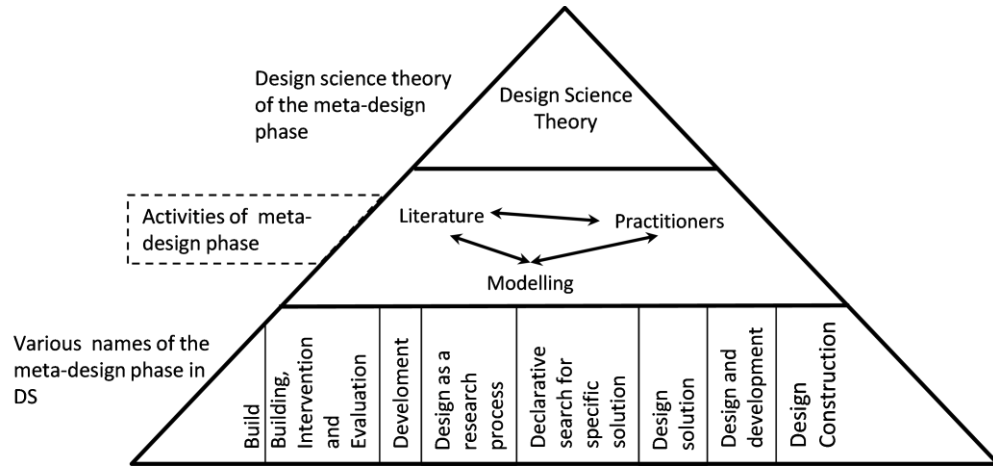 Design science theory
of the meta-design
phase
Design Science
Theory
Activities of meta-
design phase
Literature
Practitioners
Modelling
Various names of the
meta-design phase in
DS
Build
Building,
Intervention
and
Evaluation
Develoment
Design as a
research
process
Declarative
search for
specific
solution
Design
solution
Design and
development
Design
Construction